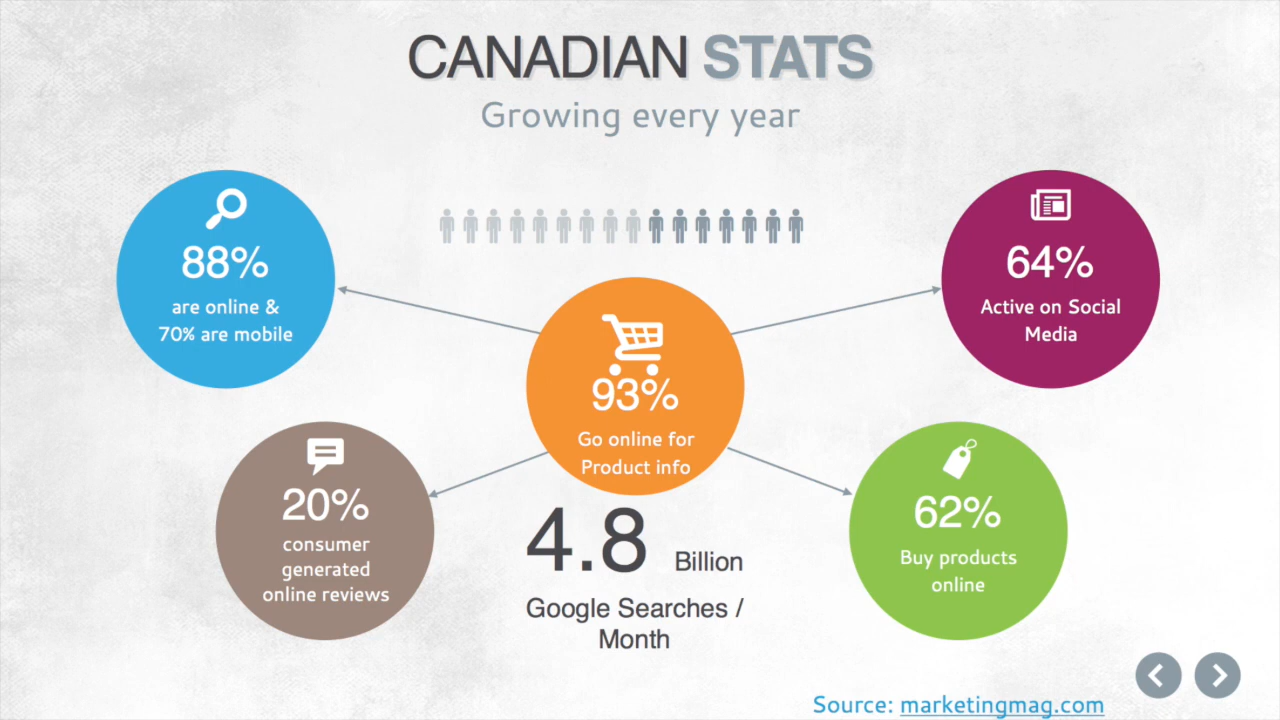 CANADIAN STATS
Growing every year
88%
are online &
70% are mobile
64%
Active on Social
Media
93%
Go online for
Product info
20%
consumer
generated
online reviews
62%
Buy products
online
4.8 Billion
Google Searches /
Month
Source: marketingmag.com